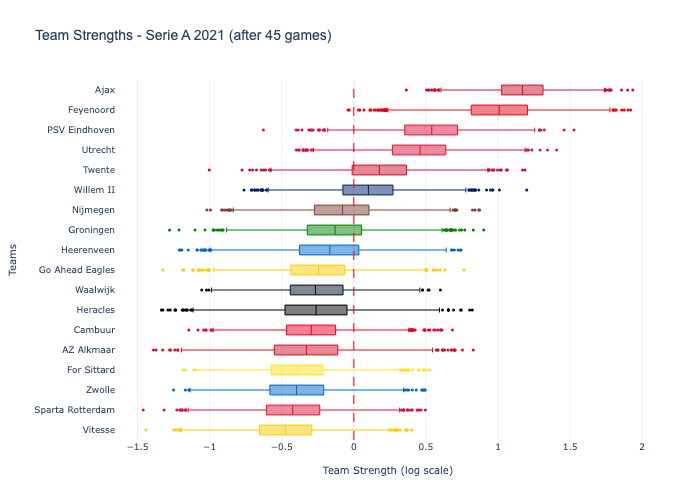 Team Strengths - Serie A 2021 (after 45 games)
Ajax
Feyenoord
PSV Eindhoven
Utrecht
Twente
Willem II
Nijmegen
Groningen
Heerenveen
Go Ahead Eagles
Waalwijk
Heracles
Cambuur
AZ Alkmaar
For Sittard
Zwolle
Sparta Rotterdam
Vitesse
Teams
−1.5 −1 −0.5 0 0.5 1 1.5 2
Team Strength (log scale)